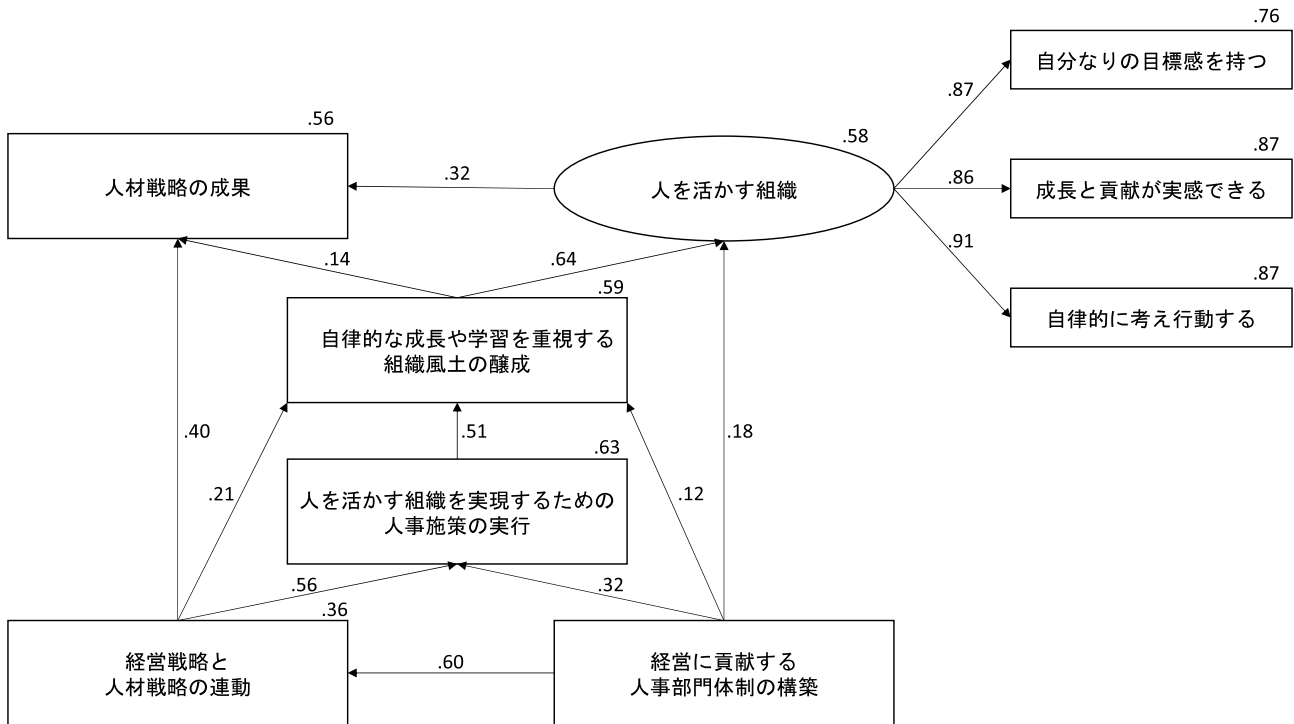 .76
自分なりの目標感を持つ
.87
.56
.58
人材戦略の成果
.32
人を活かす組織
.87
.86
成長と貢献が実感できる
.91
.14
.64
.87
自律的に考え行動する
.59
自律的な成長や学習を重視する
組織風土の醸成
.40
.51
.18
.63
.21
.12
人を活かす組織を実現するための
人事施策の実行
.56
.32
.36
経営戦略と
人材戦略の連動
.60
経営に貢献する
人事部門体制の構築